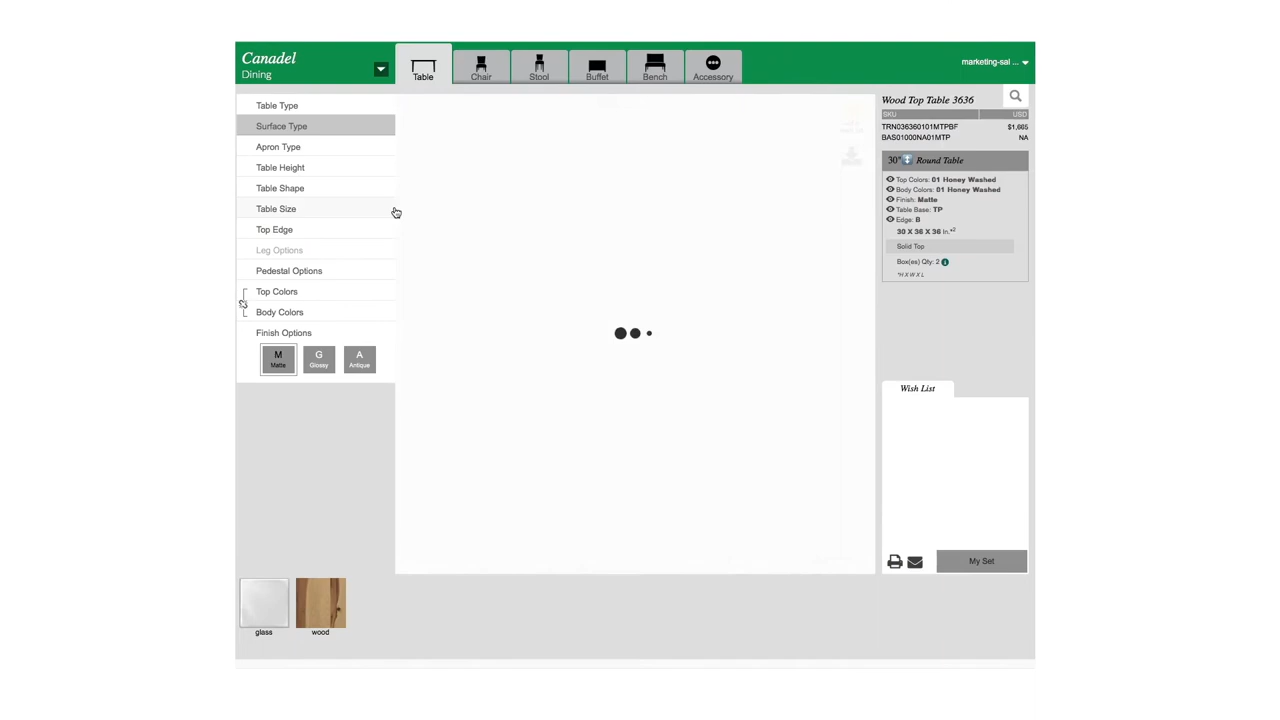 Canadel
Dining
Table
Chair
Stool
Buffet
Bench
Accessory
marketing-sal ...
Table Type
Surface Type
Apron Type
Table Height
Table Shape
Table Size
Top Edge
Leg Options
Pedestal Options
Top Colors
Body Colors
Finish Options
M
Matte
G
Glossy
A
Antique
glass
wood
Wood Top Table 3636
SKU USD
TRN036360101MTPBF $1,665
BAS01000NA01MTP NA
30" Round Table
Top Colors: 01 Honey Washed
Body Colors: 01 Honey Washed
Finish: Matte
Table Base: TP
Edge: B
30 X 36 X 36 In.*2
Solid Top
Box(es) Qty: 2
*H X W X L
Wish List
My Set